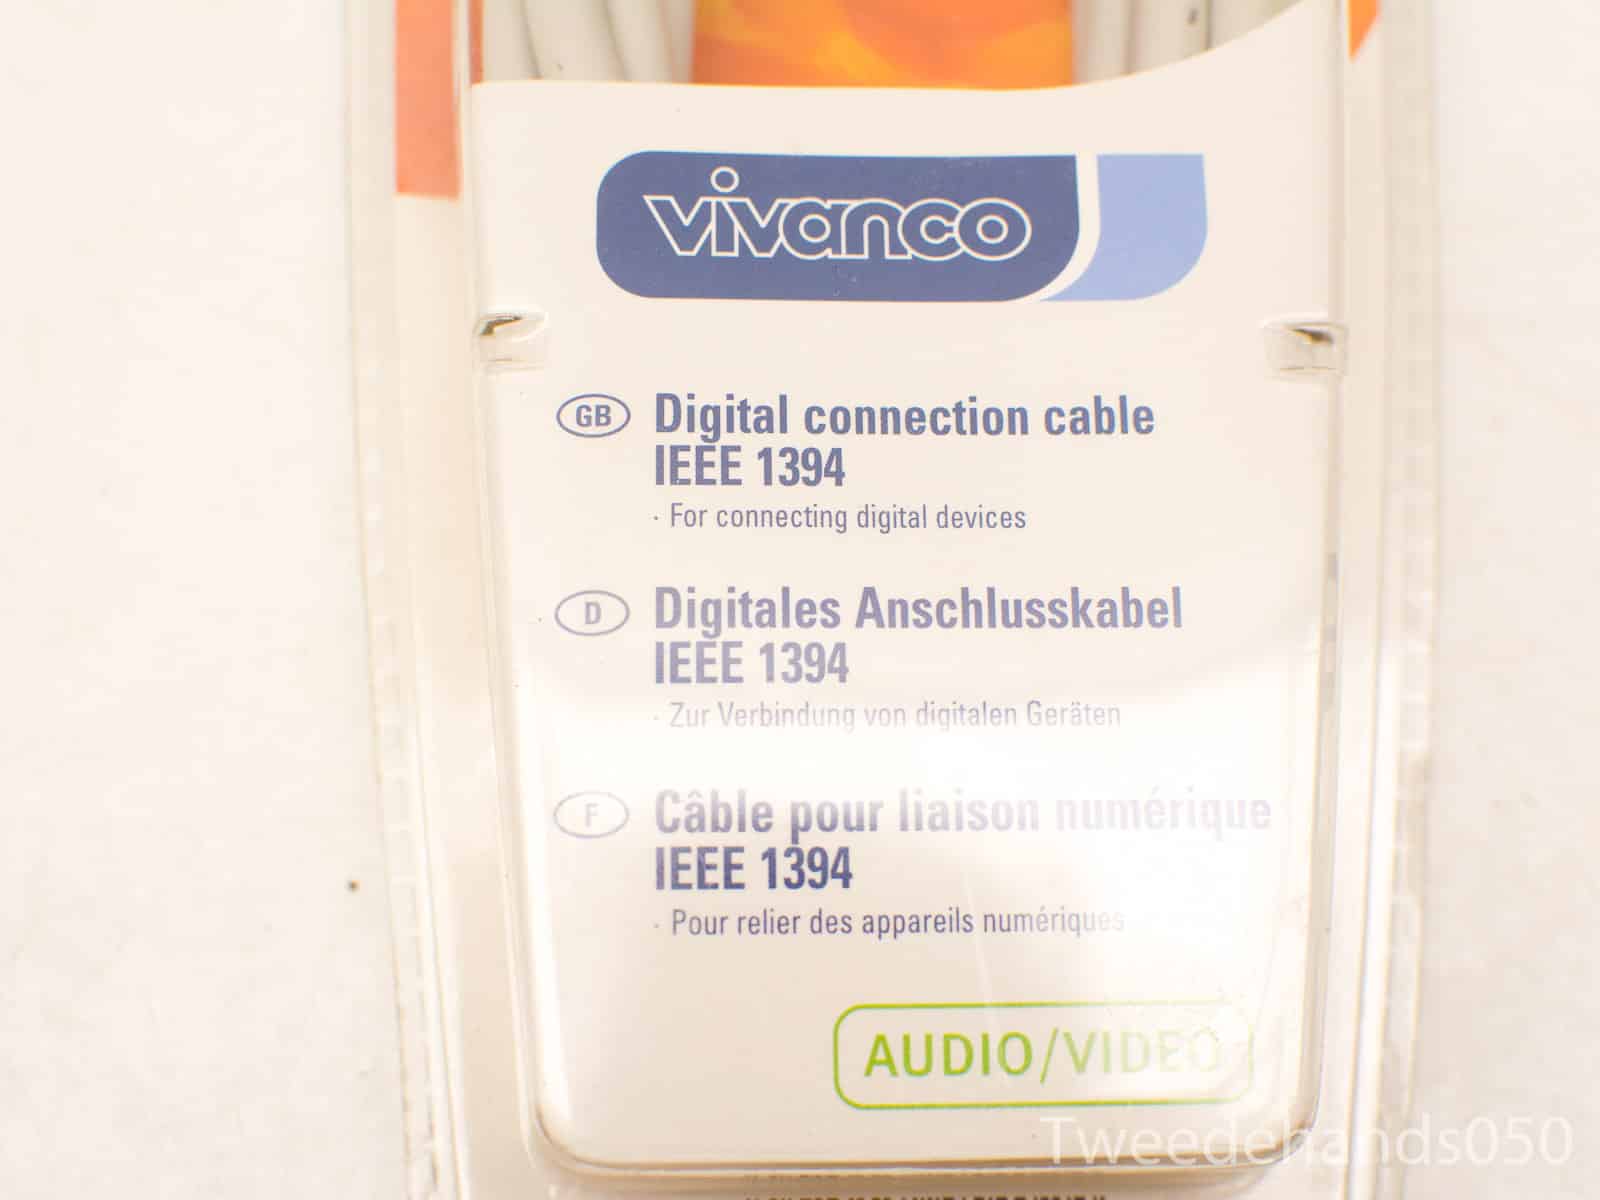 vivanco
GB Digital connection cable
IEEE 1394
· For connecting digital devices
D Digitales Anschlusskabel
IEEE 1394
· Zur Verbindung von digitalen Geräten
F Câble pour liaison numérique
IEEE 1394
· Pour relier des appareils numériques
AUDIO/VIDEO
Tweedehands050